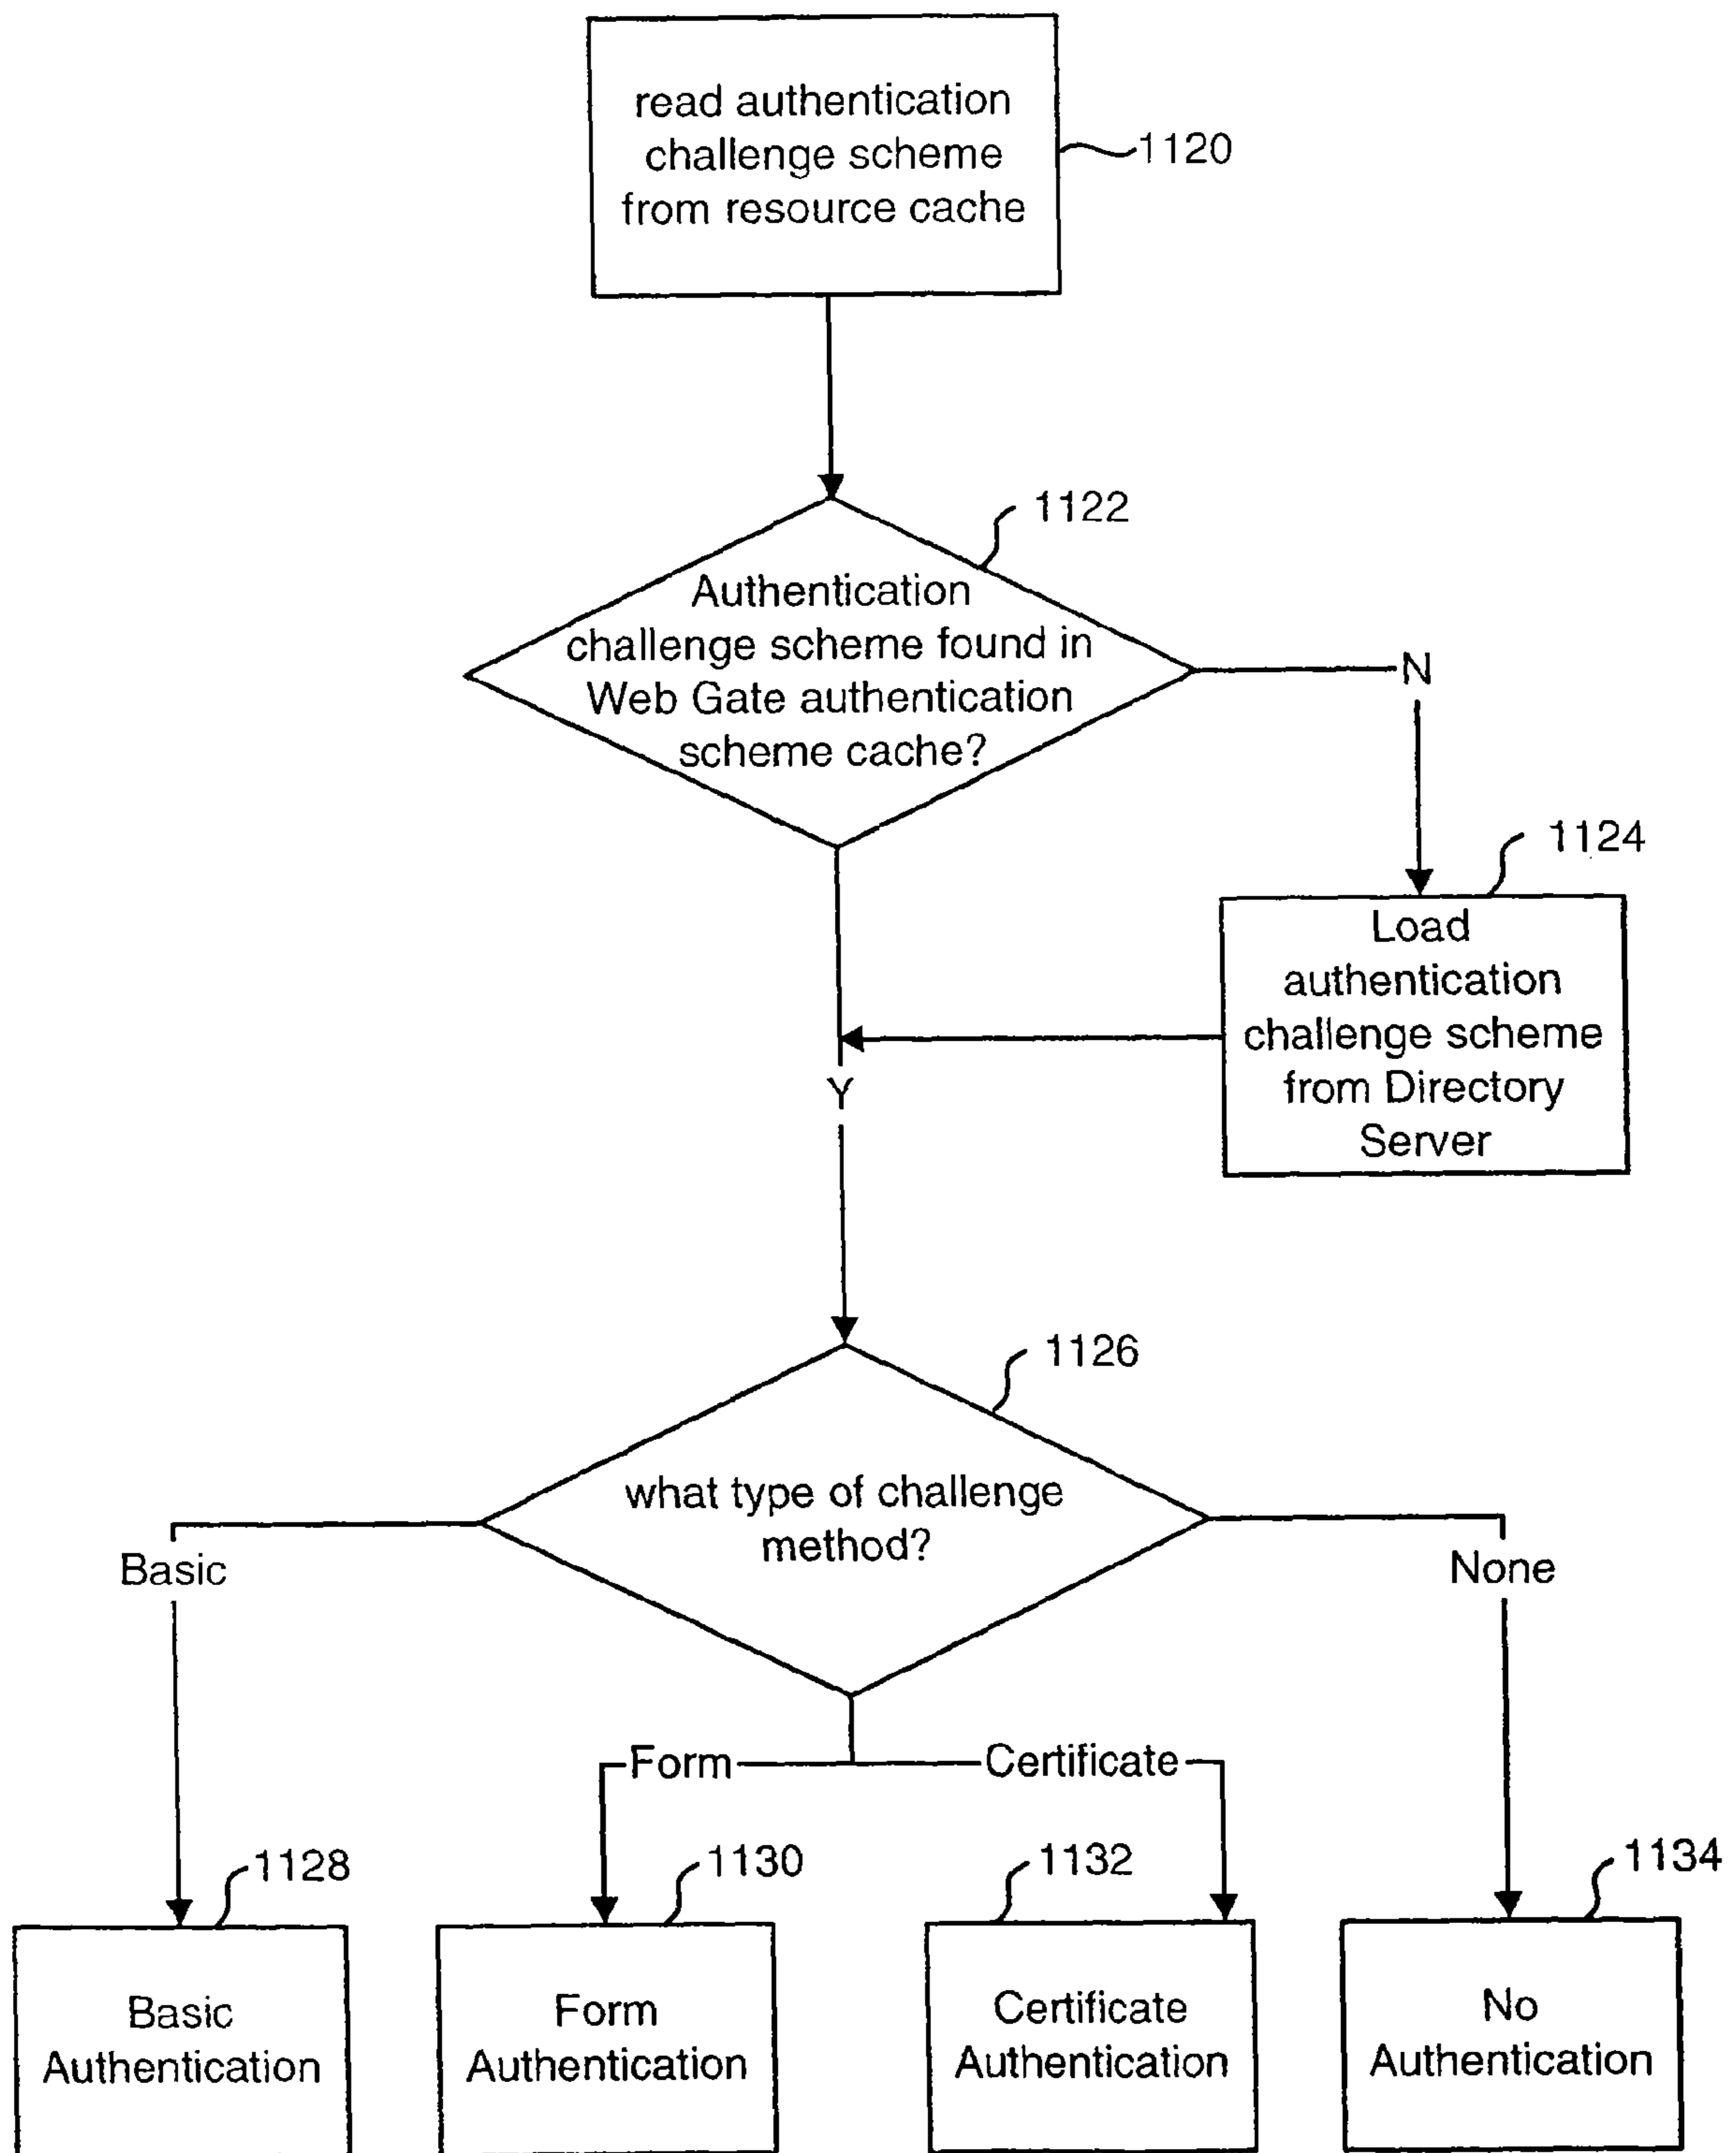 read authentication
challenge scheme
from resource cache
1120
1122
Authentication
challenge scheme found in
Web Gate authentication
scheme cache?
N
1124
Load
authentication
challenge scheme
from Directory
Server
Y
1126
what type of challenge
method?
Basic
None
Form
Certificate
1128
1130
1132
1134
Basic
Authentication
Form
Authentication
Certificate
Authentication
No
Authentication